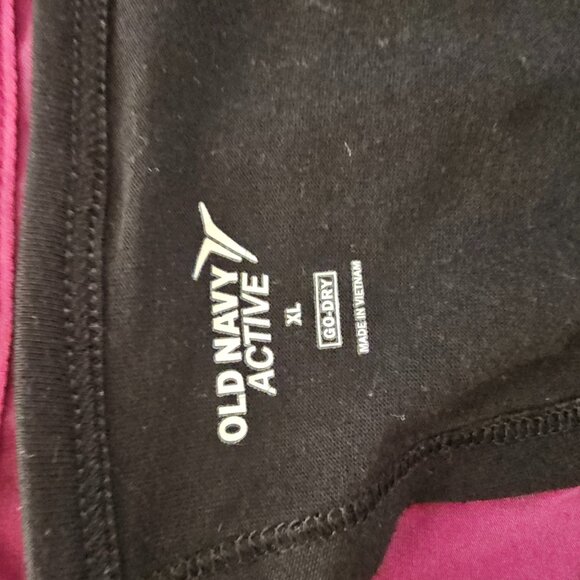 OLD NAVY
ACTIVE
XL
GO-DRY
MADE IN VIETNAM